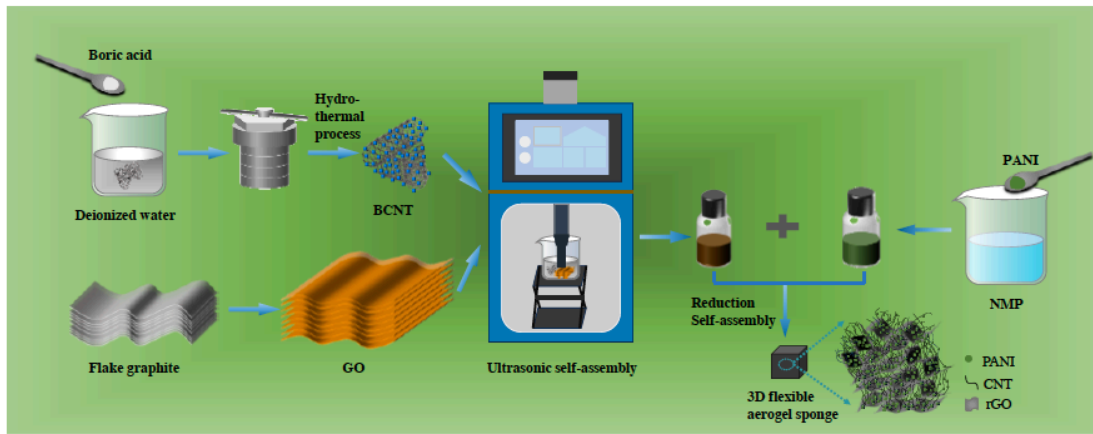 Boric acid
Hydro-
thermal
process
Deionized water
BCNT
PANI
Flake graphite
GO
Ultrasonic self-assembly
Reduction
Self-assembly
NMP
3D flexible
aerogel sponge
PANI
CNT
rGO